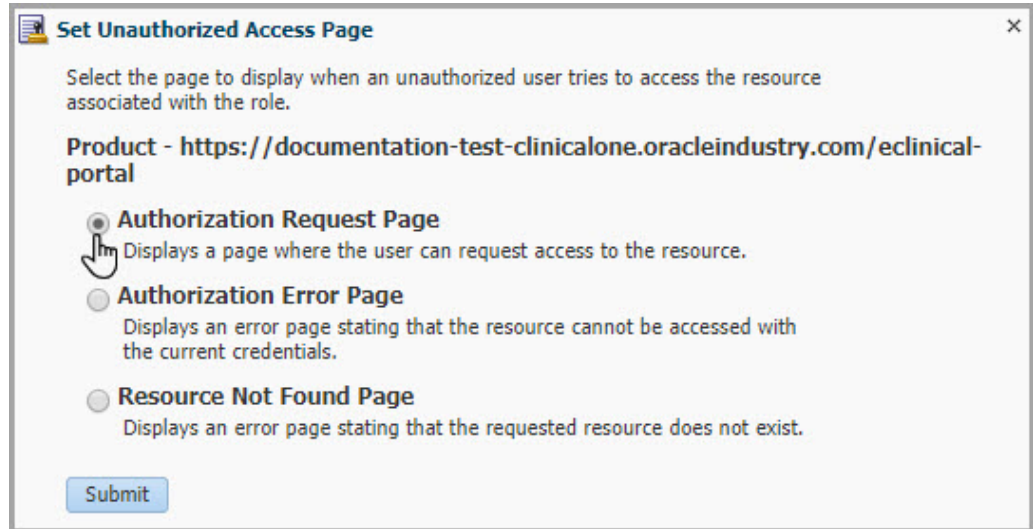 Set Unauthorized Access Page
Select the page to display when an unauthorized user tries to access the resource
associated with the role.
Product - https://documentation-test-clinicalone.oracleindustry.com/eclinical-
portal
Authorization Request Page
Displays a page where the user can request access to the resource.
Authorization Error Page
Displays an error page stating that the resource cannot be accessed with
the current credentials.
Resource Not Found Page
Displays an error page stating that the requested resource does not exist.
Submit